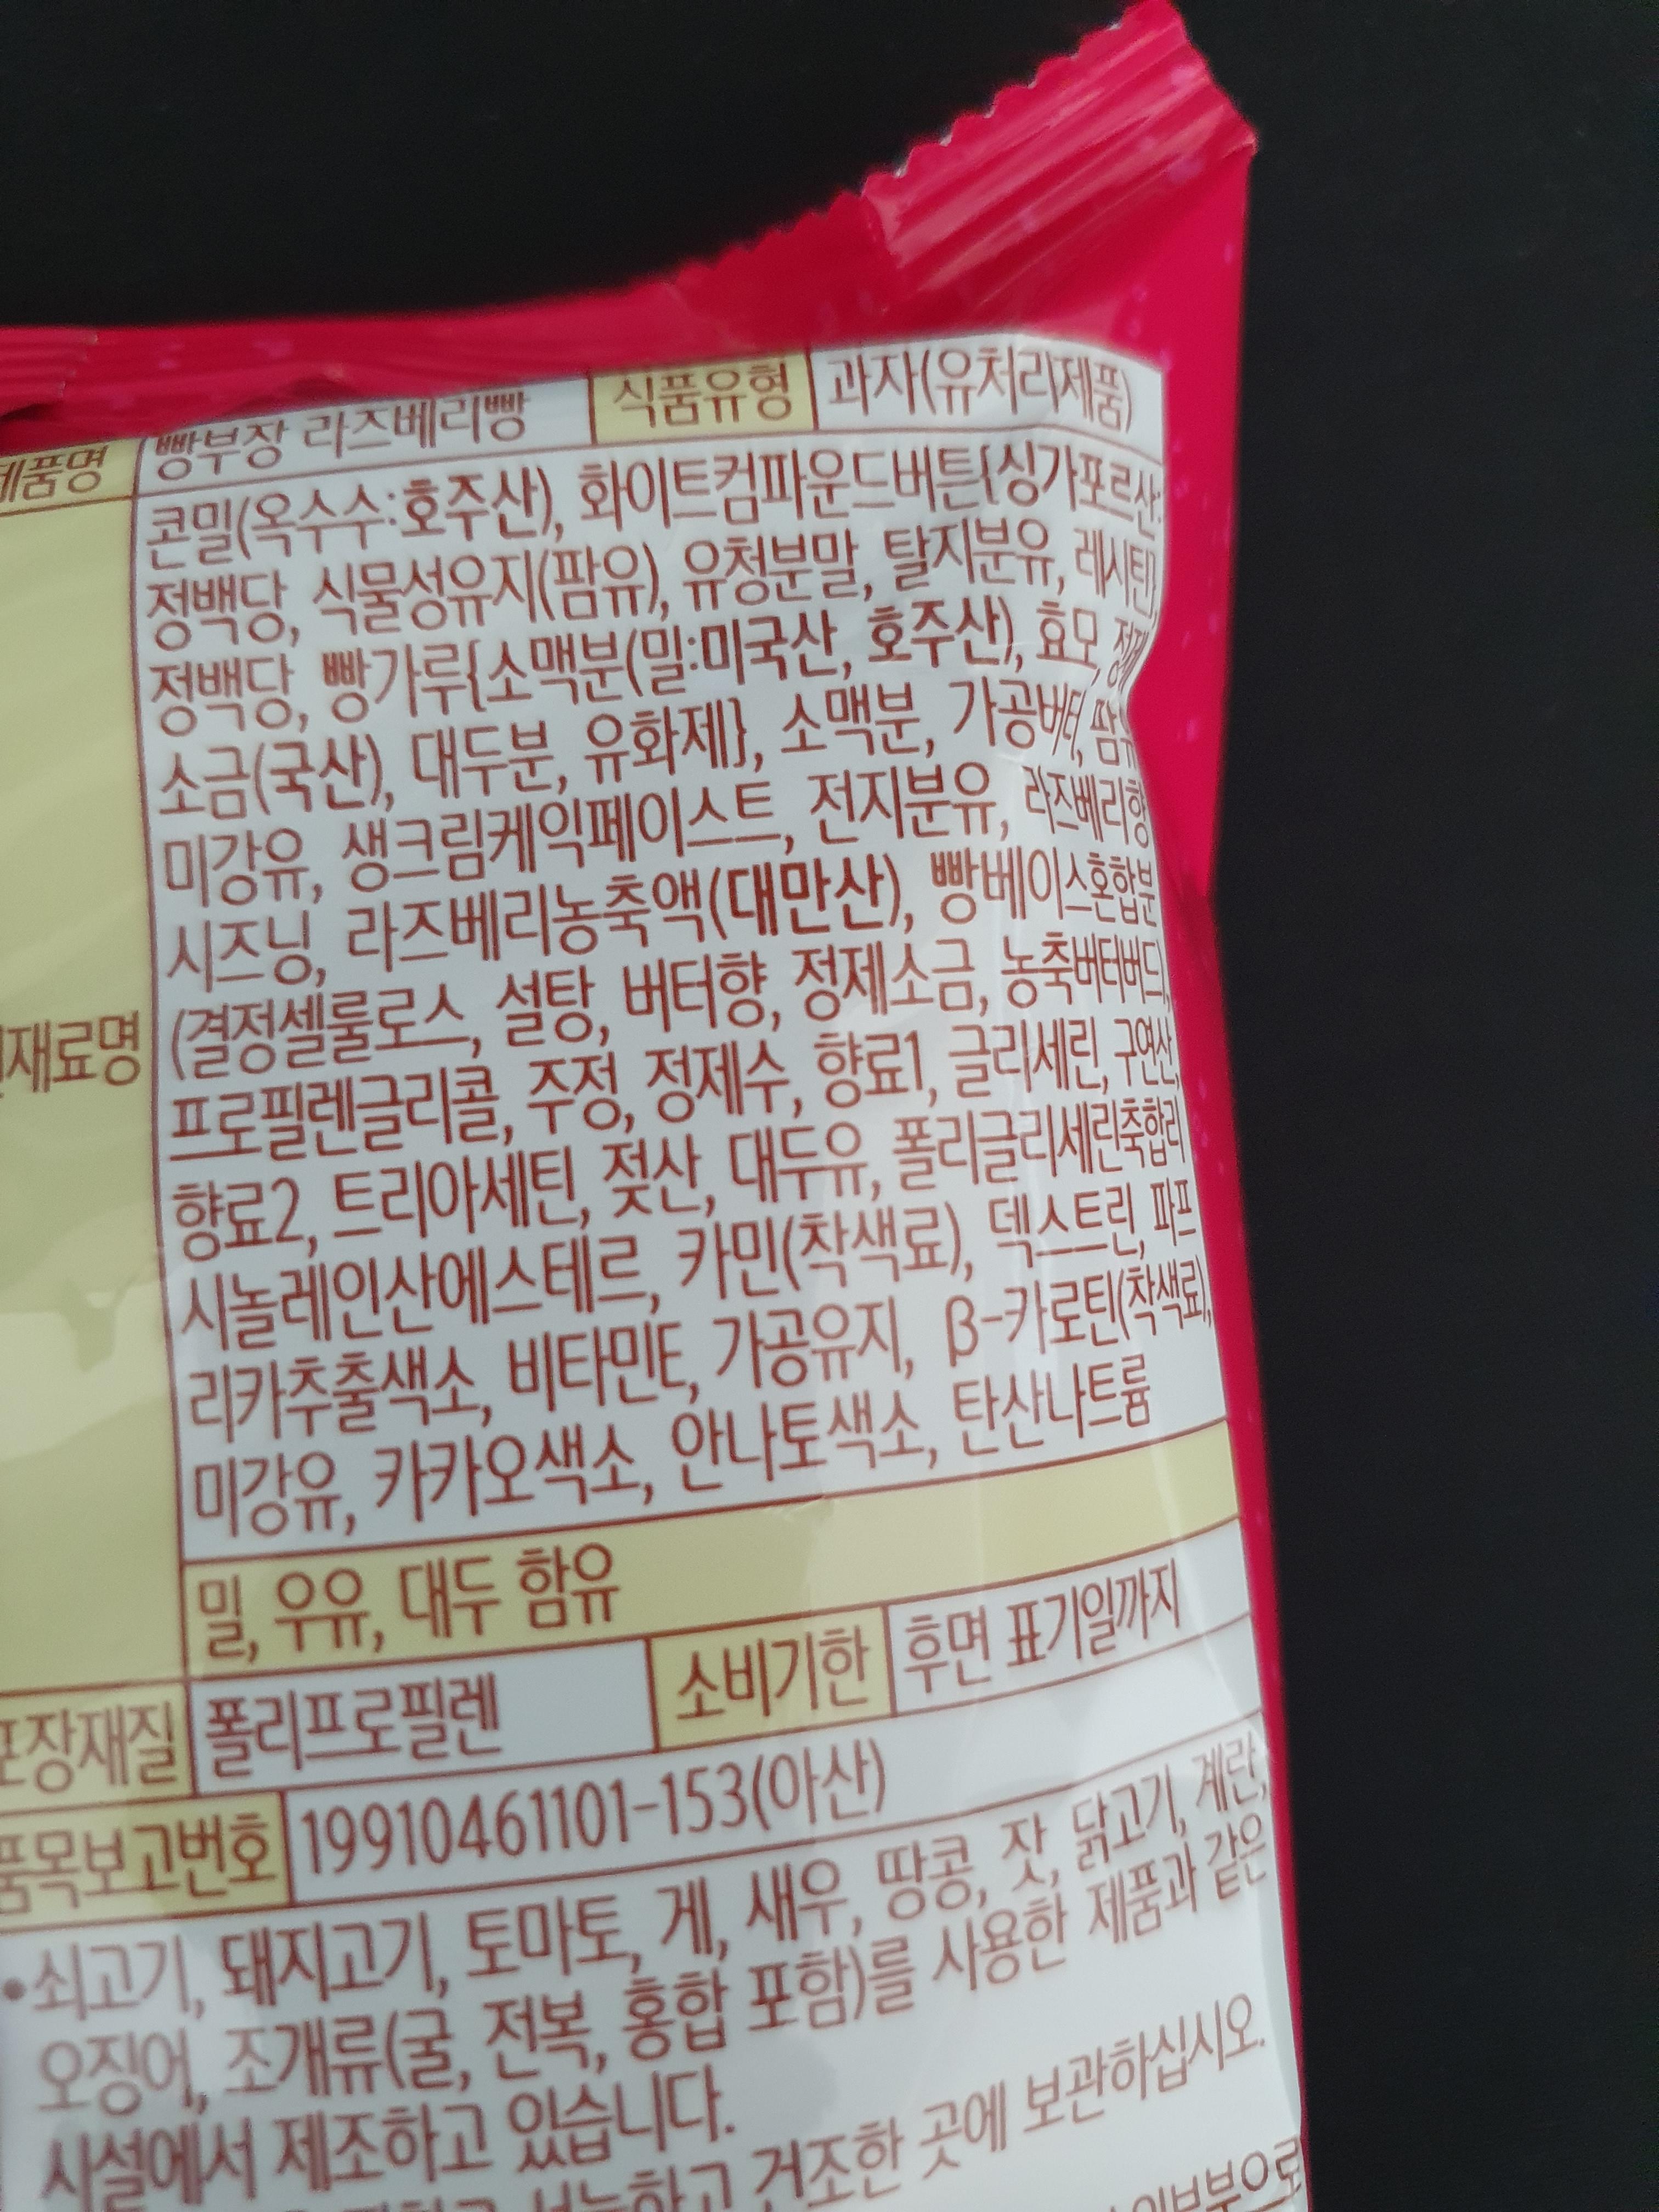 제품명 빵부장 라즈베리빵 식품유형 과자(유처리제품)
콘밀(옥수수:호주산), 화이트컴파운드버튼{싱가포르산:
정백당, 식물성유지(팜유), 유청분말, 탈지분유, 레시틴},
정백당, 빵가루{소맥분(밀:미국산, 호주산), 효모, 정제
소금(국산), 대두분, 유화제}, 소맥분, 가공버터, 팜유,
미강유, 생크림케익페이스트, 전지분유, 라즈베리향
시즈닝, 라즈베리농축액(대만산), 빵베이스혼합분
원재료명 (결정셀룰로스, 설탕, 버터향, 정제소금, 농축버터버드),
프로필렌글리콜, 주정, 정제수, 향료1, 글리세린, 구연산,
향료2, 트리아세틴, 젖산, 대두유, 폴리글리세린축합리
시놀레인산에스테르, 카민(착색료), 덱스트린, 파프
리카추출색소, 비타민E, 가공유지, β-카로틴(착색료),
미강유, 카카오색소, 안나토색소, 탄산나트륨
밀, 우유, 대두 함유
포장재질 폴리프로필렌 소비기한 후면 표기일까지
품목보고번호 19910461101-153(아산)
•쇠고기, 돼지고기, 토마토, 게, 새우, 땅콩, 잣, 닭고기, 계란,
오징어, 조개류(굴, 전복, 홍합 포함)를 사용한 제품과 같은
시설에서 제조하고 있습니다.
서늘하고 건조한 곳에 보관하십시오.